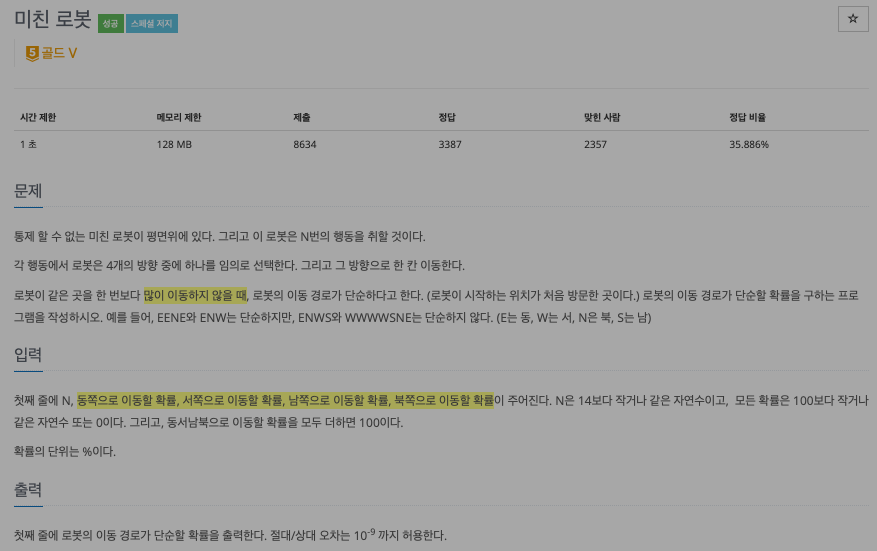 미친 로봇 성공 스페셜 저지
5 골드 V
시간 제한 메모리 제한 제출 정답 맞힌 사람 정답 비율
1 초 128 MB 8634 3387 2357 35.886%
문제
통제 할 수 없는 미친 로봇이 평면위에 있다. 그리고 이 로봇은 N번의 행동을 취할 것이다.
각 행동에서 로봇은 4개의 방향 중에 하나를 임의로 선택한다. 그리고 그 방향으로 한 칸 이동한다.
로봇이 같은 곳을 한 번보다 많이 이동하지 않을 때, 로봇의 이동 경로가 단순하다고 한다. (로봇이 시작하는 위치가 처음 방문한 곳이다.) 로봇의 이동 경로가 단순할 확률을 구하는 프로
그램을 작성하시오. 예를 들어, EENE와 ENW는 단순하지만, ENWS와 WWWWSNE는 단순하지 않다. (E는 동, W는 서, N은 북, S는 남)
입력
첫째 줄에 N, 동쪽으로 이동할 확률, 서쪽으로 이동할 확률, 남쪽으로 이동할 확률, 북쪽으로 이동할 확률이 주어진다. N은 14보다 작거나 같은 자연수이고, 모든 확률은 100보다 작거나
같은 자연수 또는 0이다. 그리고, 동서남북으로 이동할 확률을 모두 더하면 100이다.
확률의 단위는 %이다.
출력
첫째 줄에 로봇의 이동 경로가 단순할 확률을 출력한다. 절대/상대 오차는 10-9 까지 허용한다.